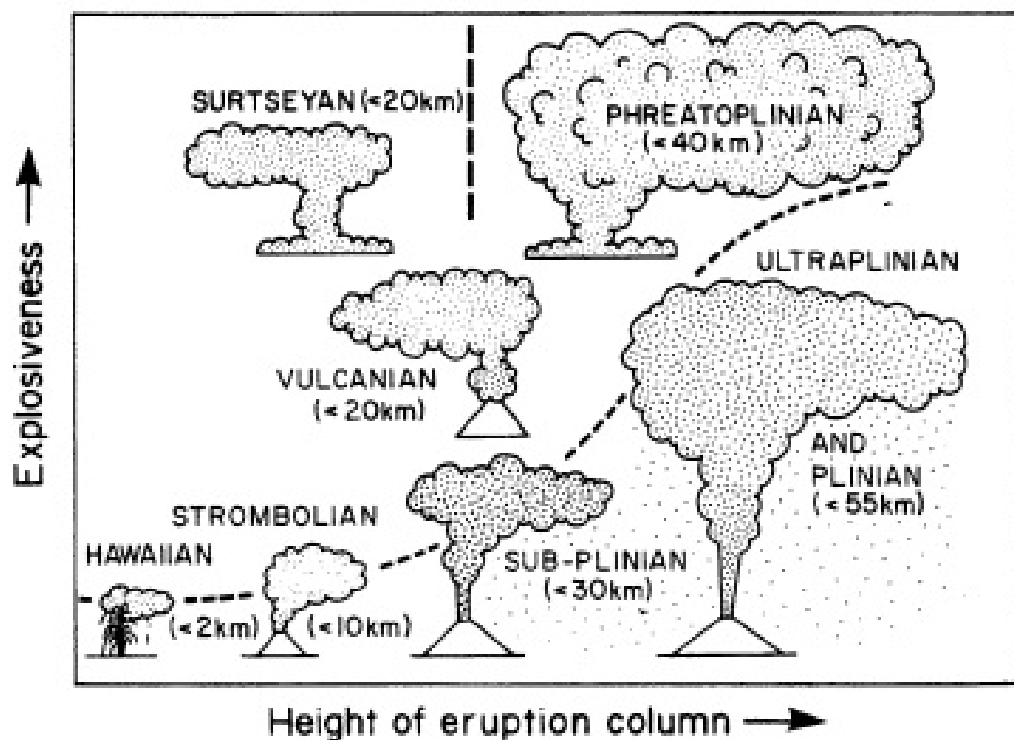 SURTSEYAN (<20km)
PHREATOPLINIAN
(<40km)
ULTRAPLINIAN
VULCANIAN
(<20km)
AND
PLINIAN
(<55km)
STROMBOLIAN
HAWAIIAN
SUB-PLINIAN
(<30km)
(<2km)
(<10km)
Explosiveness
Height of eruption column